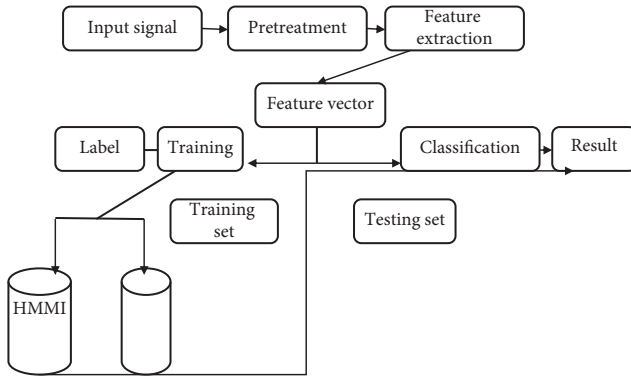 Input signal
Pretreatment
Feature
extraction
Feature vector
Label
Training
Classification
Result
Training
set
Testing set
HMMI